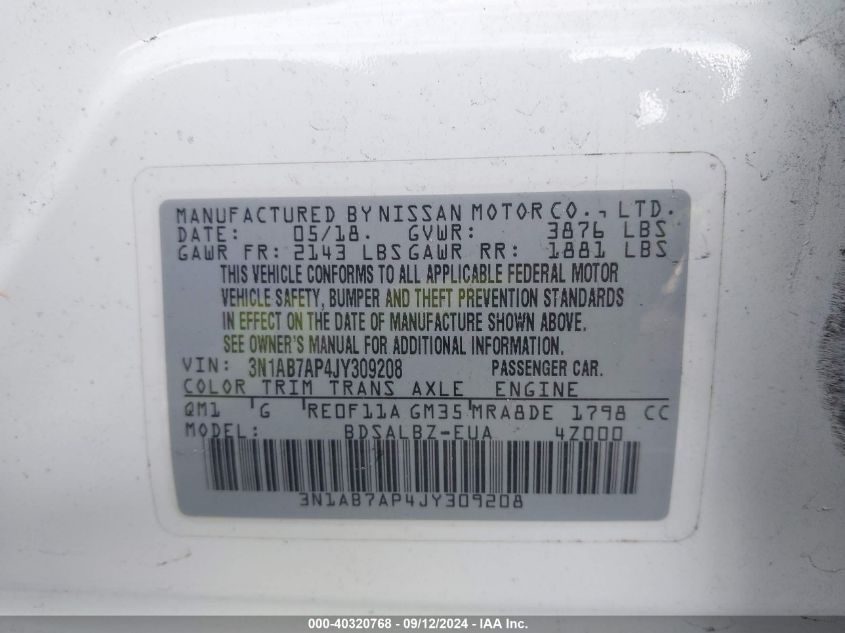 MANUFACTURED BY NISSAN MOTOR CO., LTD.
DATE: 05/18. GVWR: 3876 LBS
GAWR FR: 2143 LBS GAWR RR: 1881 LBS
THIS VEHICLE CONFORMS TO ALL APPLICABLE FEDERAL MOTOR
VEHICLE SAFETY, BUMPER AND THEFT PREVENTION STANDARDS
IN EFFECT ON THE DATE OF MANUFACTURE SHOWN ABOVE.
SEE OWNER'S MANUAL FOR ADDITIONAL INFORMATION.
VIN: 3N1AB7AP4JY309208 PASSENGER CAR.
COLOR TRIM TRANS AXLE ENGINE
QM1 G RE0F11A GM35 MRA8DE 1798 CC
MODEL: BDSALBZ-EUA 4Z000
3N1AB7AP4JY309208
000-40320768 - 09/12/2024 - IAA Inc.